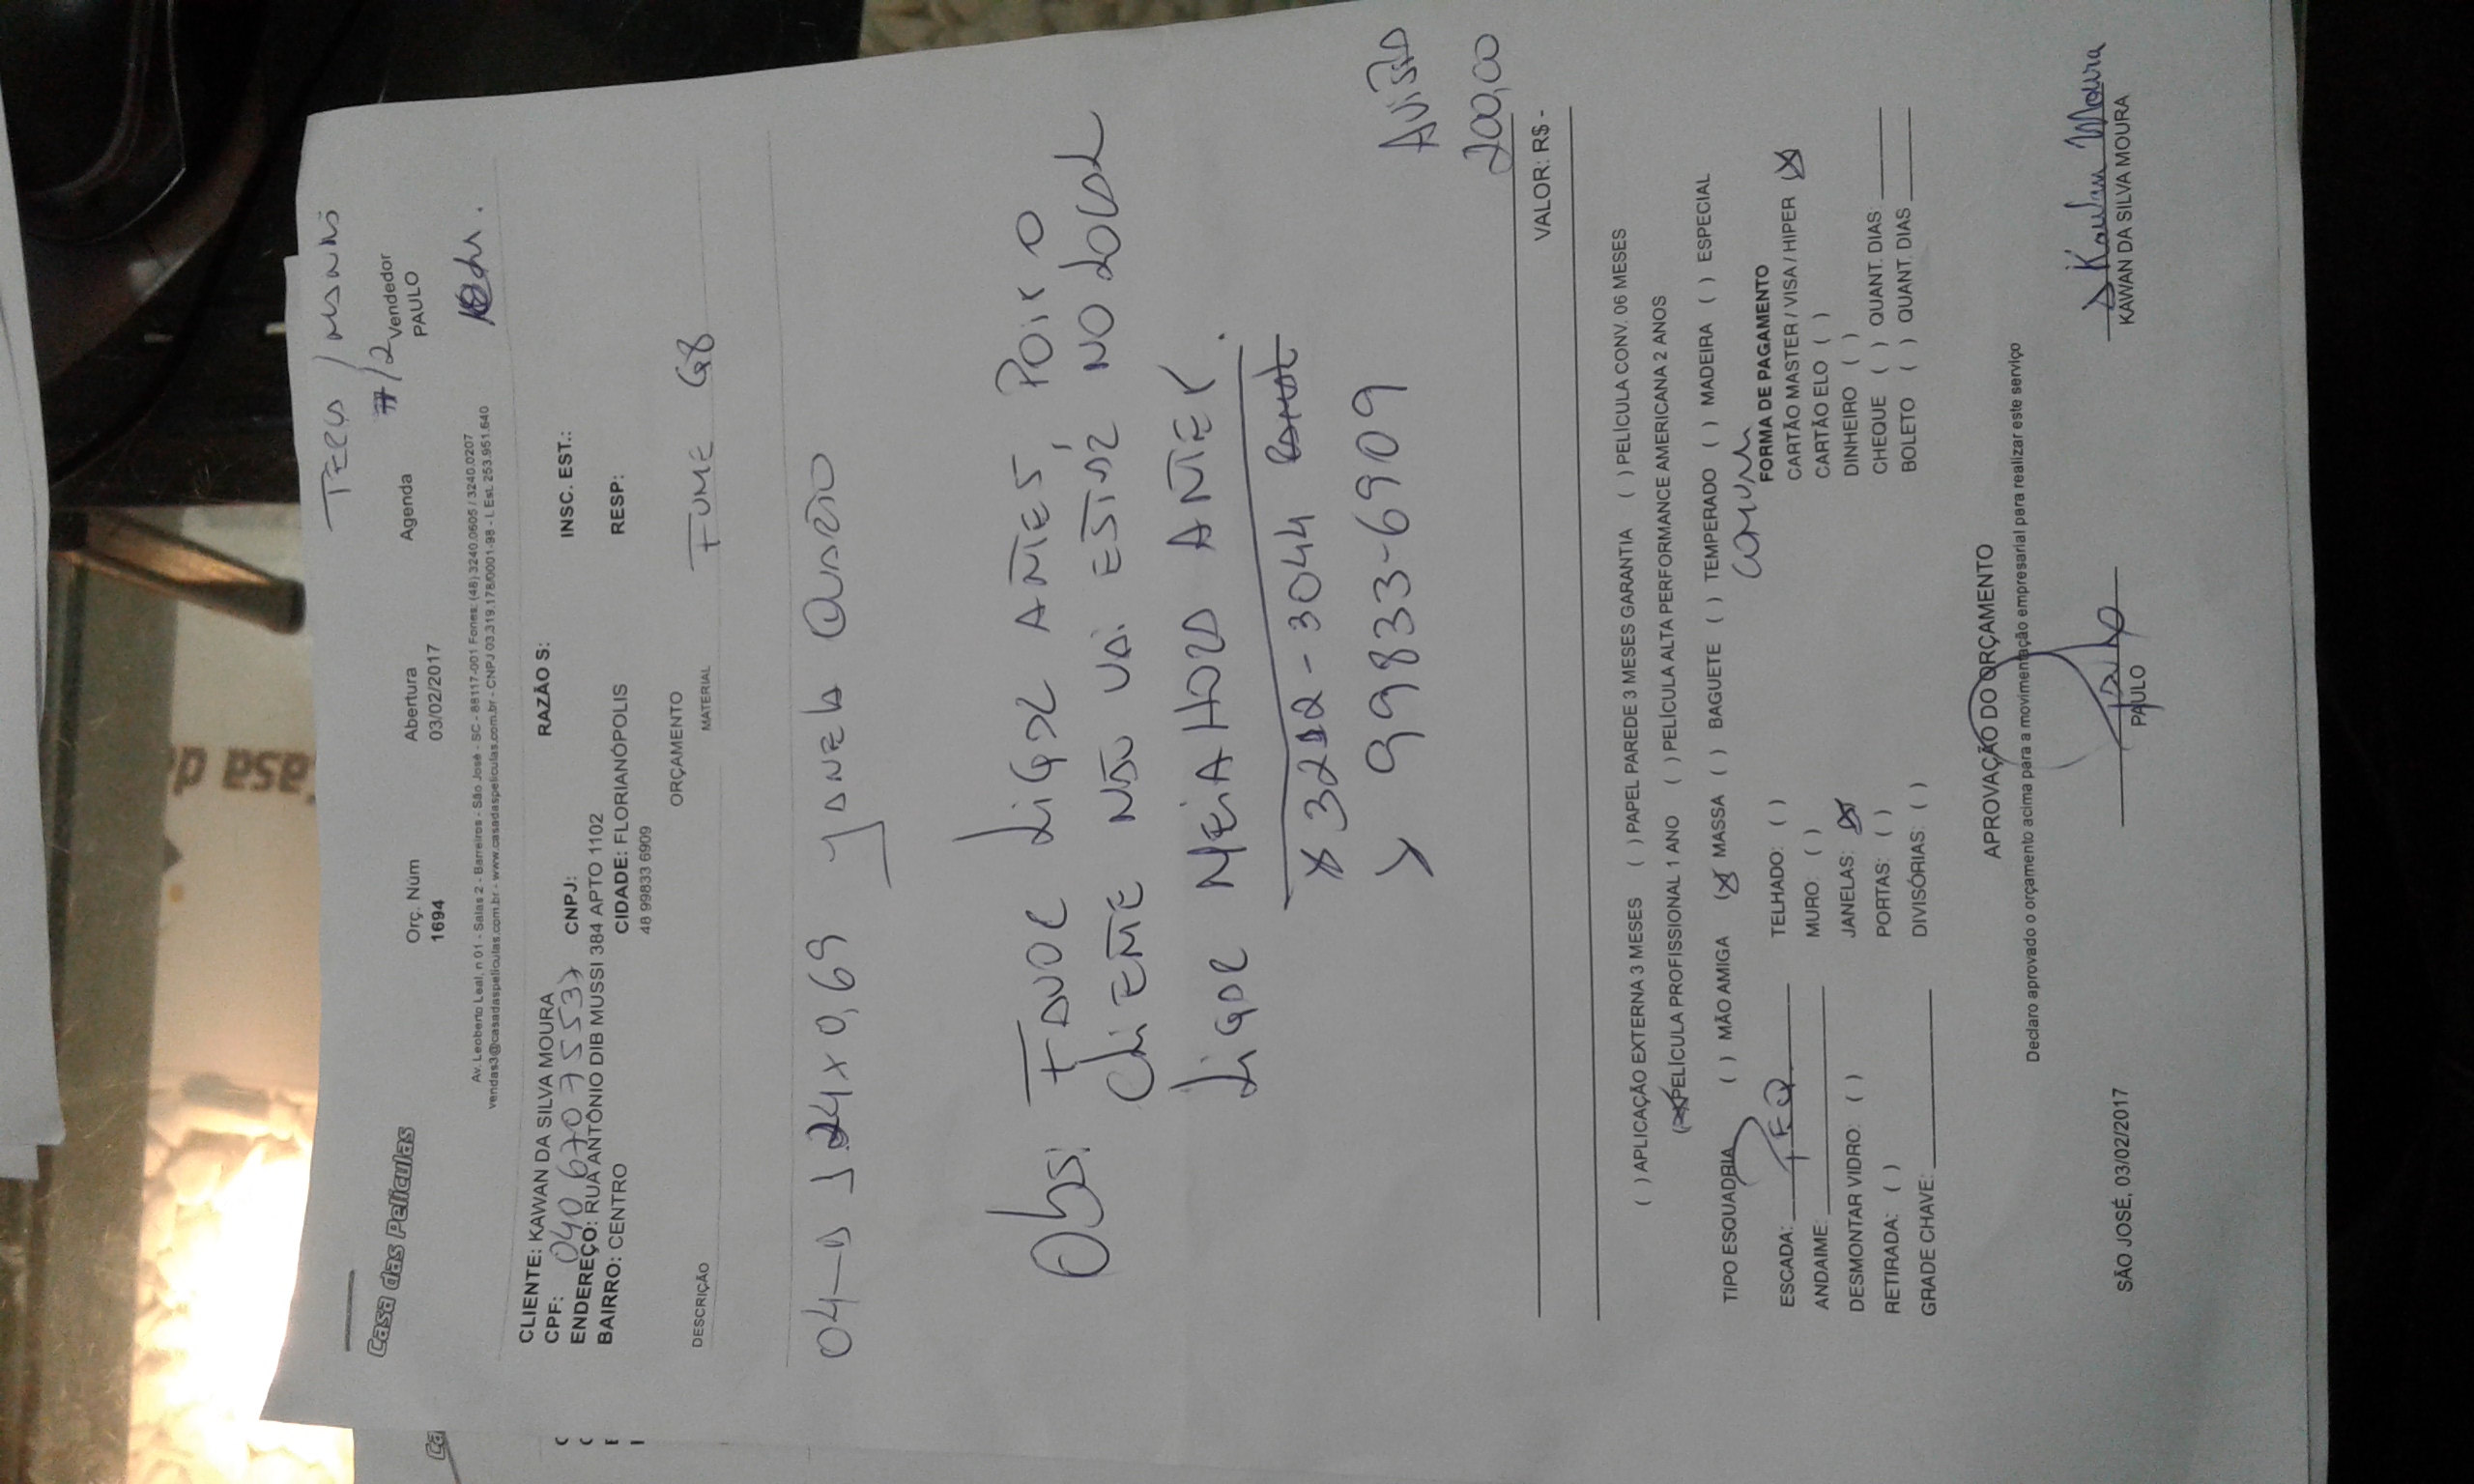 TERÇA / MANHÃ
Casa das Películas
Orç. Núm
Abertura
Agenda
Vendedor
1694
03/02/2017
PAULO
Av. Leoberto Leal, n 01 - Salas 2 - Barreiros - São José - SC - 88117-001 Fones: (48) 3240.0605 / 3240.0207
vendas3@casadaspeliculas.com.br - www.casadaspeliculas.com.br - CNPJ 03.319.178/0001-98 - I. Est. 253.951.640
CLIENTE: KAWAN DA SILVA MOURA
RAZÃO S:
CPF: 040 670 755 37
CNPJ:
INSC. EST.:
ENDEREÇO: RUA ANTÔNIO DIB MUSSI 384 APTO 1102
BAIRRO: CENTRO
CIDADE: FLORIANÓPOLIS
RESP:
48 99833 6909
ORÇAMENTO
DESCRIÇÃO
MATERIAL
FUME G8
04 1.24 x 0,69 JANELA QUARTO
Obs: FAVOR LIGAR ANTES, POIS O
CLIENTE NÃO VAI ESTAR NO LOCAL
LIGAR MEIA HORA ANTES.
3222-3044
99833-6909
AVISTA
200,00
VALOR: R$ -
( ) APLICAÇÃO EXTERNA 3 MESES ( ) PAPEL PAREDE 3 MESES GARANTIA ( ) PELÍCULA CONV. 06 MESES
(X) PELÍCULA PROFISSIONAL 1 ANO ( ) PELÍCULA ALTA PERFORMANCE AMERICANA 2 ANOS
TIPO ESQUADRIA ( ) MÃO AMIGA (X) MASSA ( ) BAGUETE ( ) TEMPERADO ( ) MADEIRA ( ) ESPECIAL
COMUM
FORMA DE PAGAMENTO
ESCADA:
TELHADO: ( )
CARTÃO MASTER / VISA / HIPER (X)
ANDAIME:
MURO: ( )
CARTÃO ELO ( )
DESMONTAR VIDRO: ( )
JANELAS: (X)
DINHEIRO ( )
RETIRADA: ( )
PORTAS: ( )
CHEQUE ( ) QUANT. DIAS:
GRADE CHAVE:
DIVISÓRIAS: ( )
BOLETO ( ) QUANT. DIAS
APROVAÇÃO DO ORÇAMENTO
Declaro aprovado o orçamento acima para a movimentação empresarial para realizar este serviço
Paulo
Kawan Moura
SÃO JOSÉ, 03/02/2017
PAULO
KAWAN DA SILVA MOURA